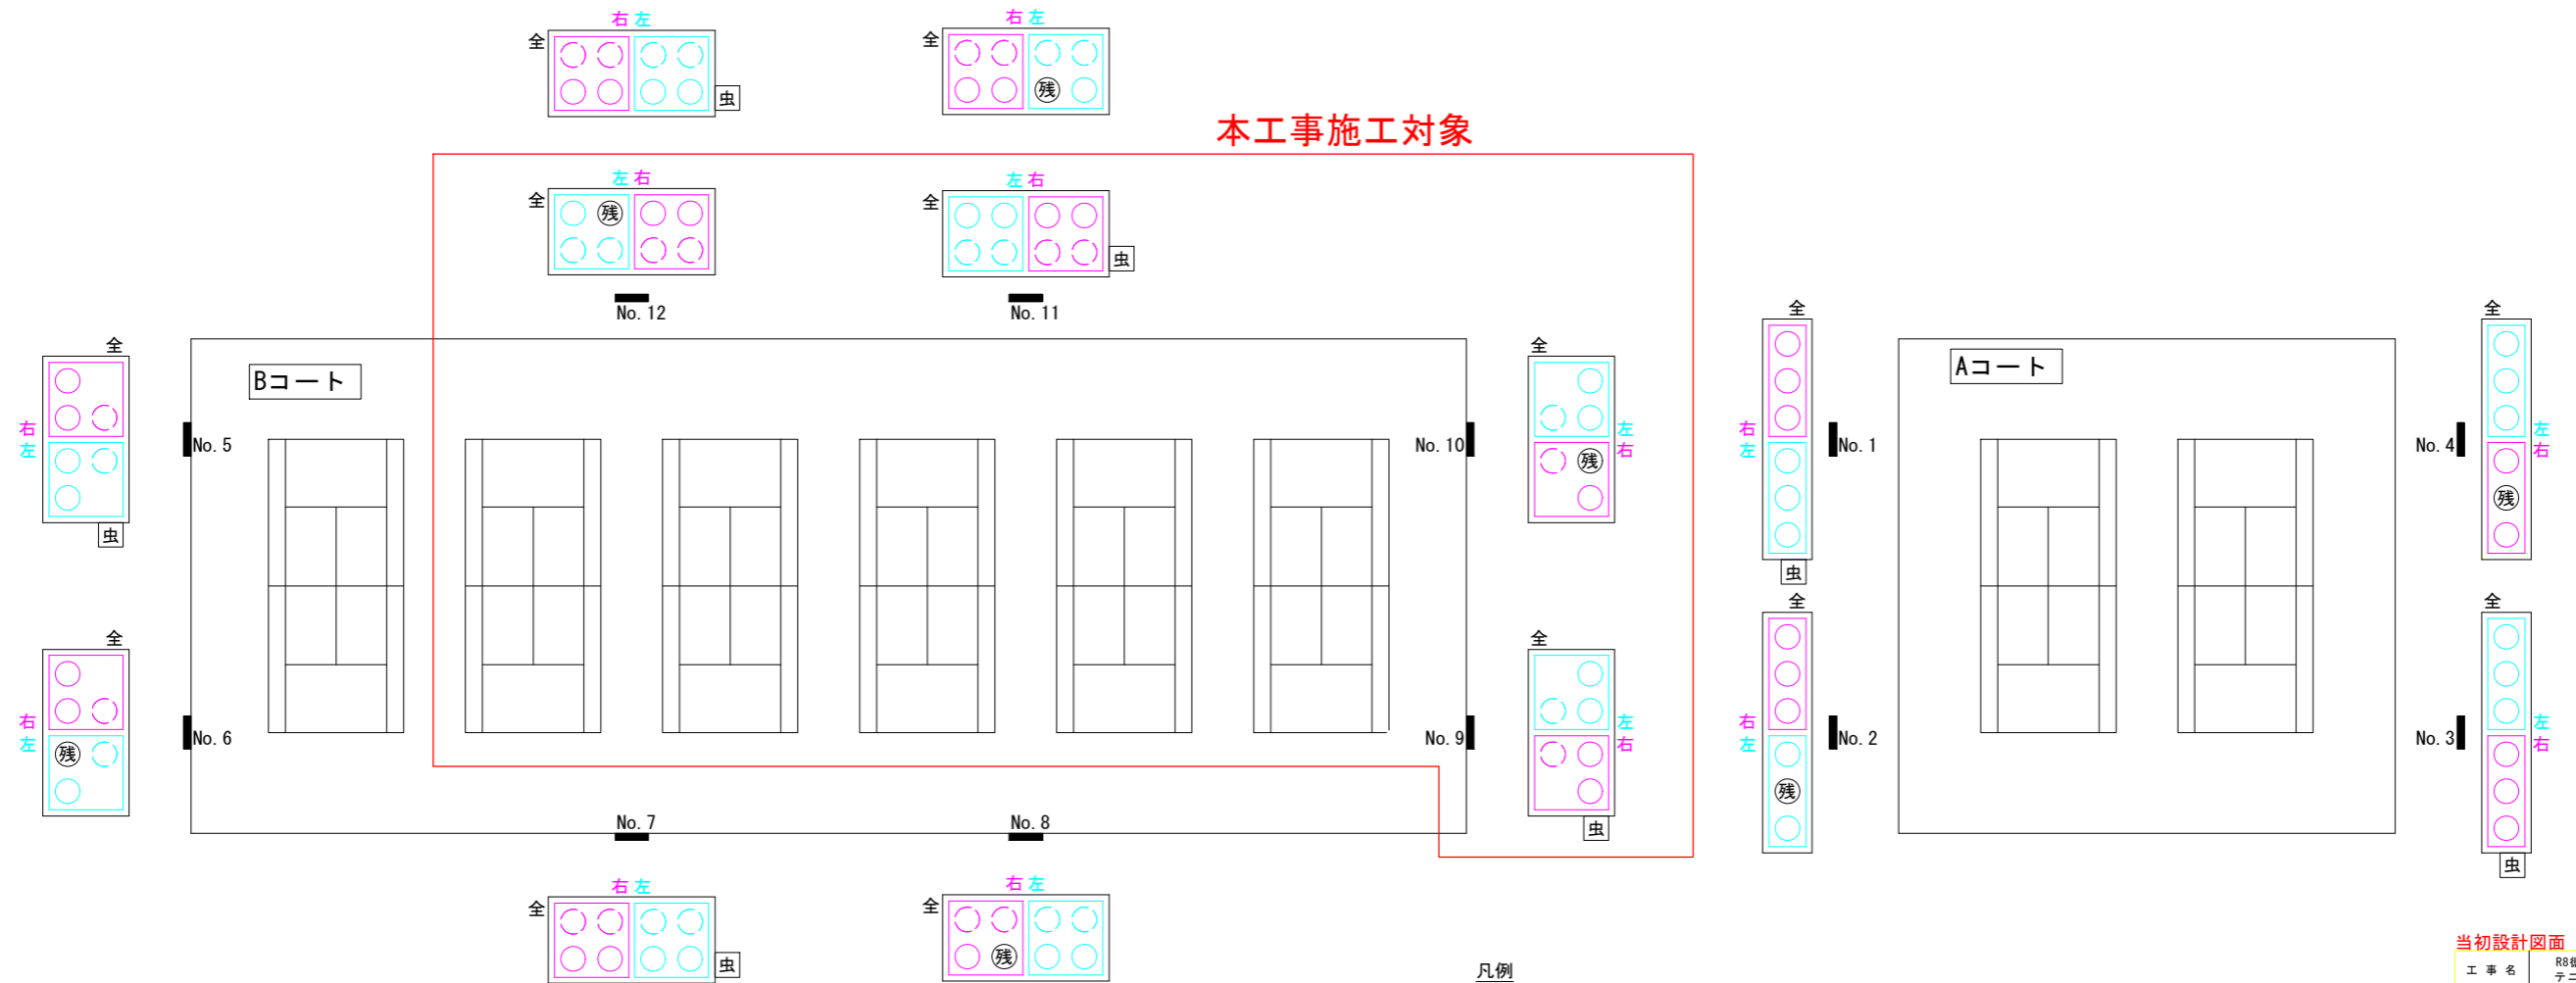 右 左
全
虫
右 左
全
残
本工事施工対象
左 右
全
残
左 右
全
虫
No. 12
No. 11
全
右
左
虫
Bコート
No. 5
No. 10
全
左
右
残
全
右
左
虫
No. 1
Aコート
No. 4
全
左
右
残
全
右
左
残
No. 6
No. 9
全
左
右
虫
全
右
左
残
No. 2
No. 3
全
左
右
虫
No. 7
No. 8
右 左
全
虫
右 左
全
残
凡例
当初設計図面
工 事 名